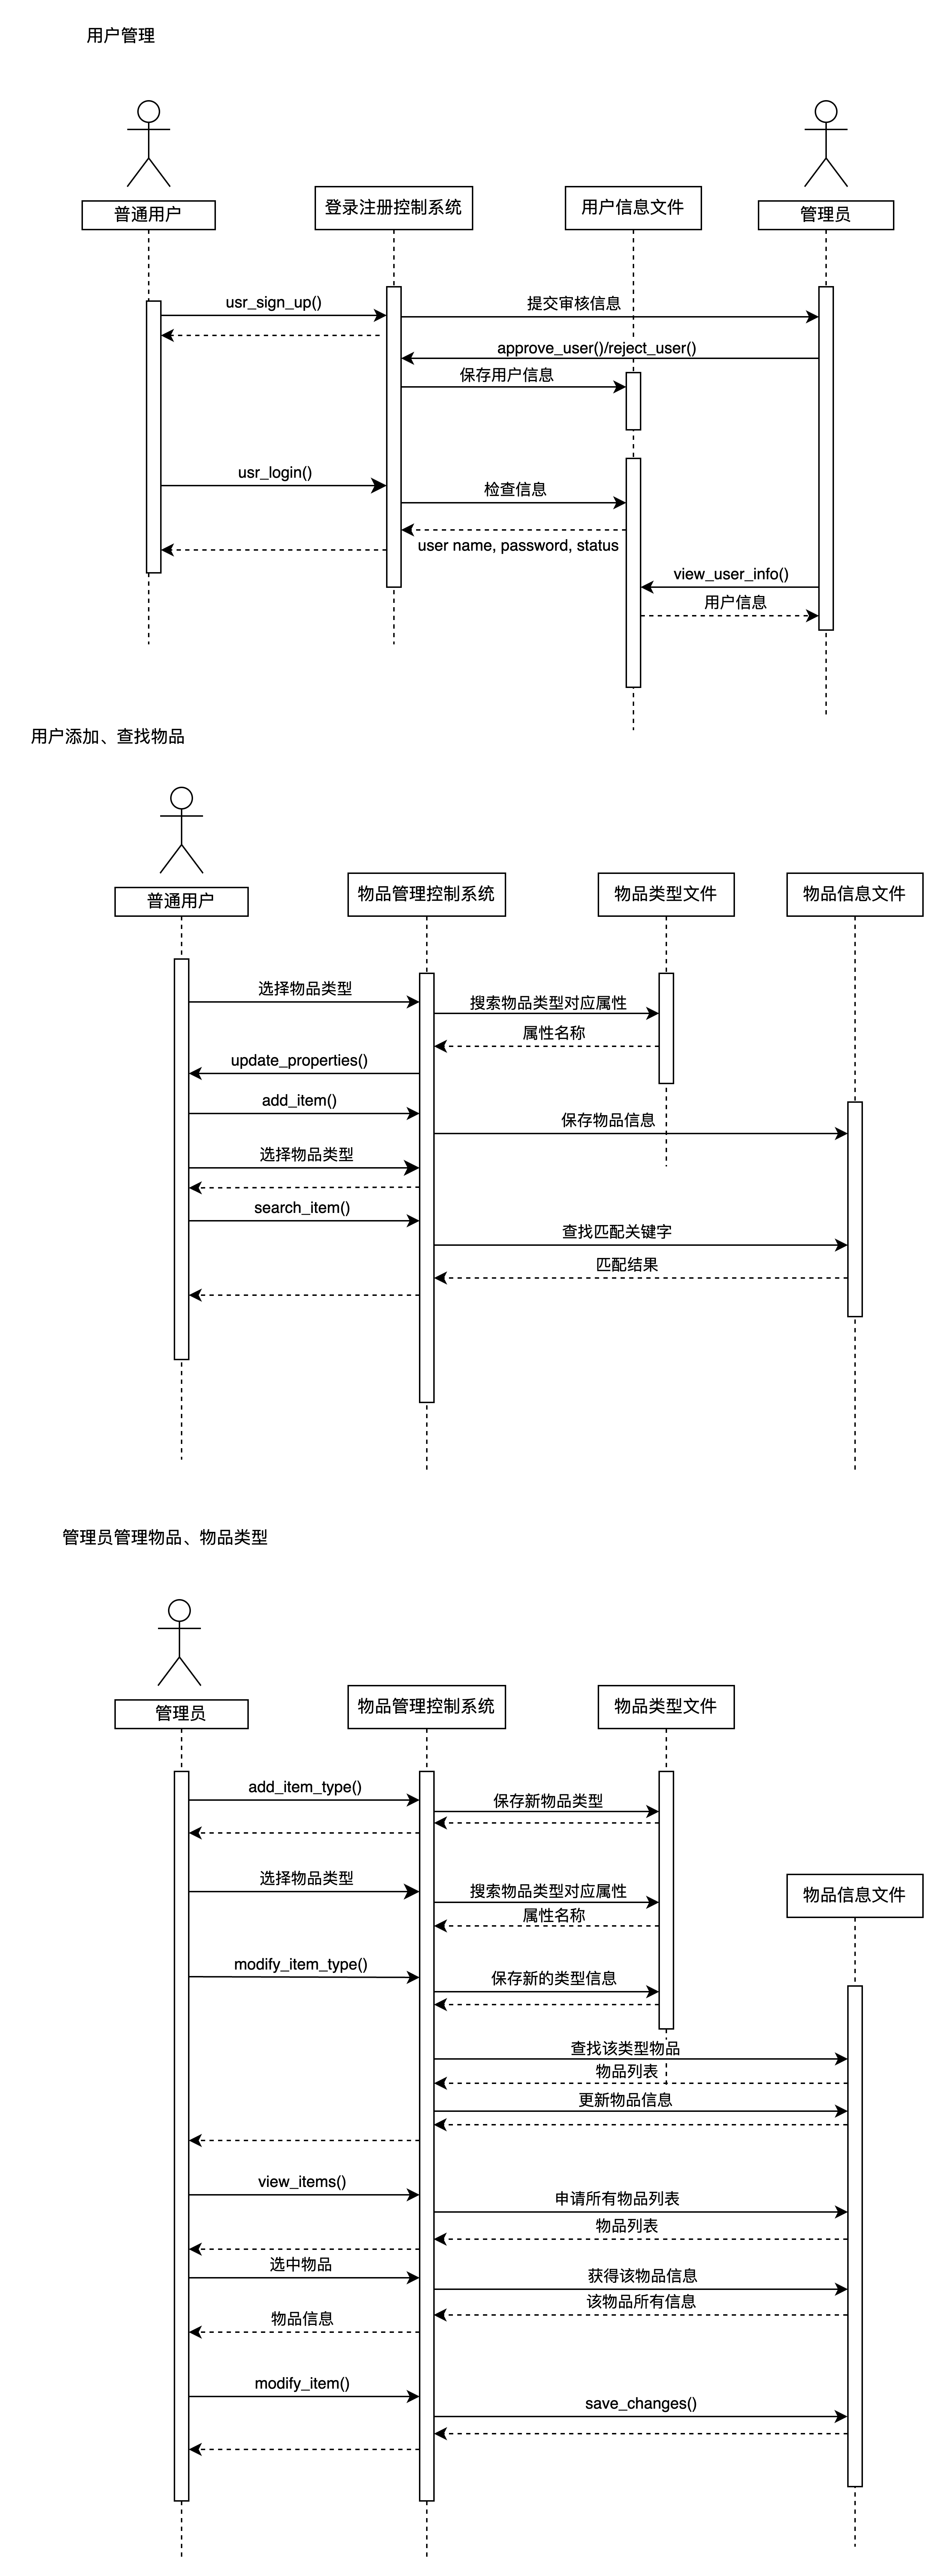 用户管理
普通用户
登录注册控制系统
用户信息文件
管理员
usr_sign_up()
提交审核信息
approve_user()/reject_user()
保存用户信息
usr_login()
检查信息
user name, password, status
view_user_info()
用户信息
用户添加、查找物品
普通用户
物品管理控制系统
物品类型文件
物品信息文件
选择物品类型
搜索物品类型对应属性
属性名称
update_properties()
add_item()
保存物品信息
选择物品类型
search_item()
查找匹配关键字
匹配结果
管理员管理物品、物品类型
管理员
物品管理控制系统
物品类型文件
add_item_type()
保存新物品类型
选择物品类型
搜索物品类型对应属性
物品信息文件
属性名称
modify_item_type()
保存新的类型信息
查找该类型物品
物品列表
更新物品信息
view_items()
申请所有物品列表
物品列表
选中物品
获得该物品信息
该物品所有信息
物品信息
modify_item()
save_changes()